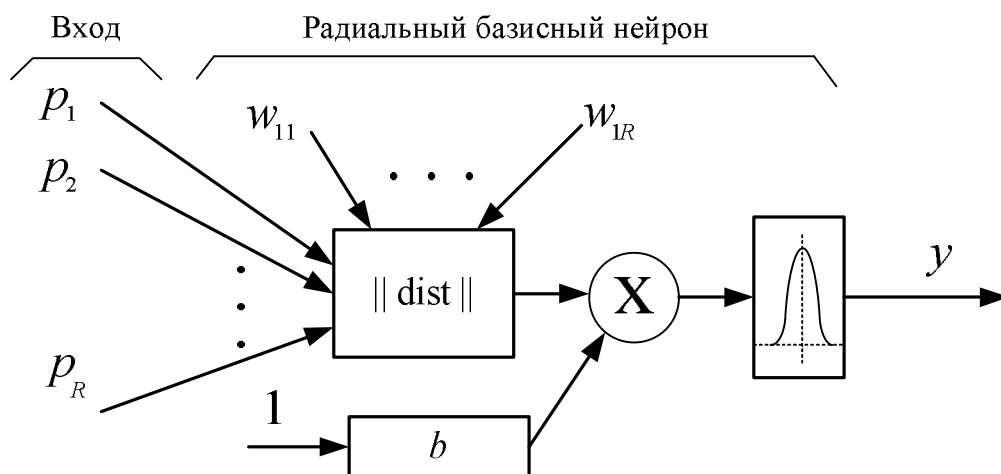 Вход
Радиальный базисный нейрон
p1
w11
w1R
p2
. . .
|| dist ||
X
y
pR
1
b